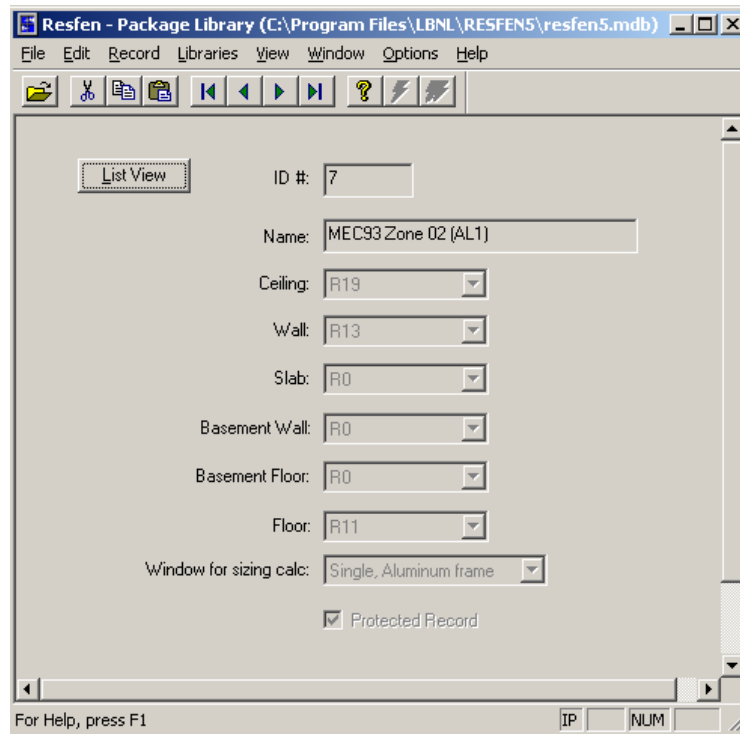 Resfen - Package Library (C:\Program Files\LBNL\RESFEN5\resfen5.mdb)
File Edit Record Libraries View Window Options Help
List View ID #: 7
Name: MEC93 Zone 02 (AL1)
Ceiling: R19
Wall: R13
Slab: R0
Basement Wall: R0
Basement Floor: R0
Floor: R11
Window for sizing calc: Single, Aluminum frame
Protected Record
For Help, press F1 IP NUM